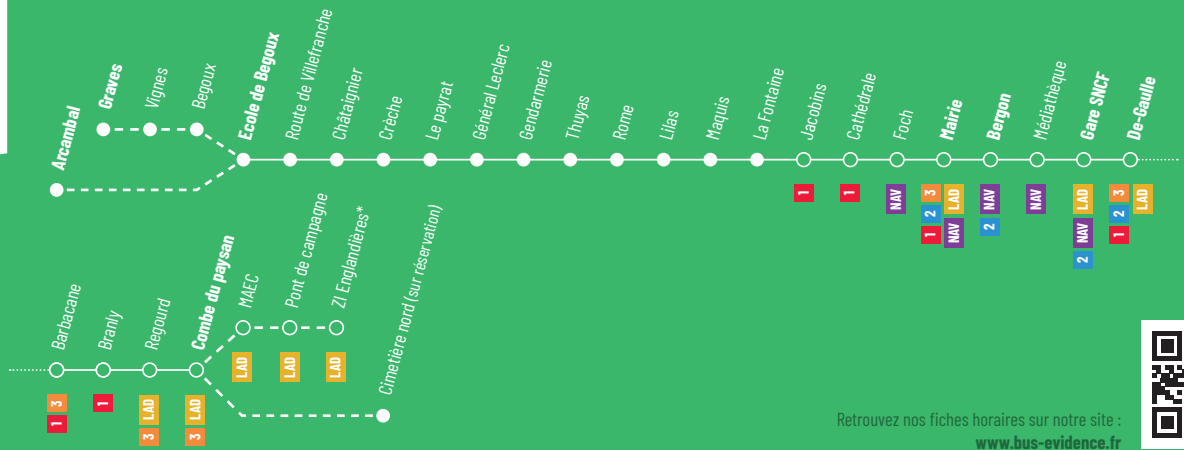 Arcambal
Graves
Vignes
Begoux
Ecole de Begoux
Route de Villefranche
Châtaignier
Crèche
Le payrat
Général Leclerc
Gendarmerie
Thuyas
Rome
Lilas
Maquis
La Fontaine
Jacobins
1
Cathédrale
1
Foch
NAV
Mairie
1 2 3
NAV LAD
Bergon
2 NAV
Médiathèque
NAV
Gare SNCF
2 NAV LAD
De-Gaulle
1 2 3
LAD
Barbacane
1 3
Branly
1
Regourd
3 LAD
Combe du paysan
3 LAD
MAEC
LAD
Pont de campagne
LAD
ZI Englandières*
LAD
Cimetière nord (sur réservation)
Retrouvez nos fiches horaires sur notre site :
www.bus-evidence.fr